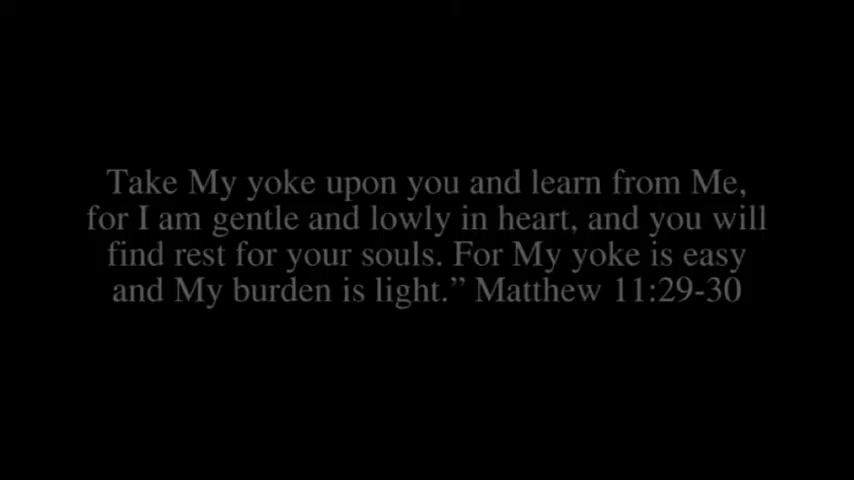 Take My yoke upon you and learn from Me,
for I am gentle and lowly in heart, and you will
find rest for your souls. For My yoke is easy
and My burden is light.” Matthew 11:29-30